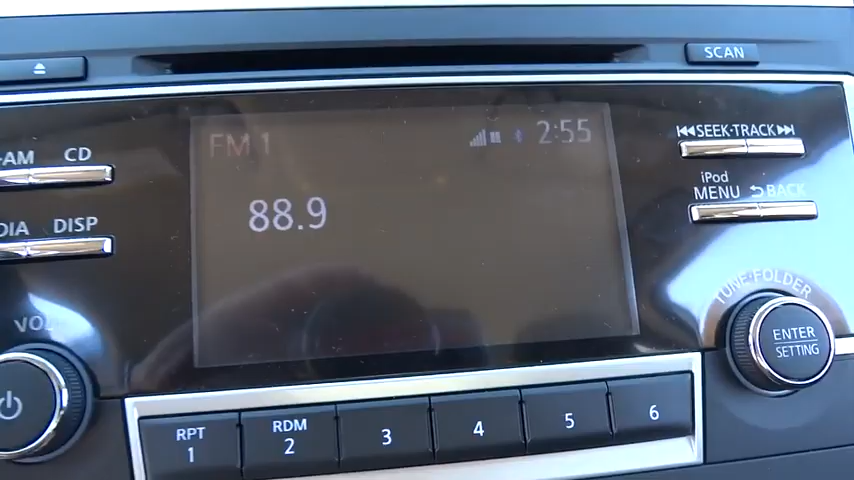 SCAN
AM CD
FM 1 2:55
SEEK·TRACK
iPod
MENU BACK
DISP
88.9
VOL
TUNE·FOLDER
ENTER
SETTING
RPT
1
RDM
2
3
4
5
6